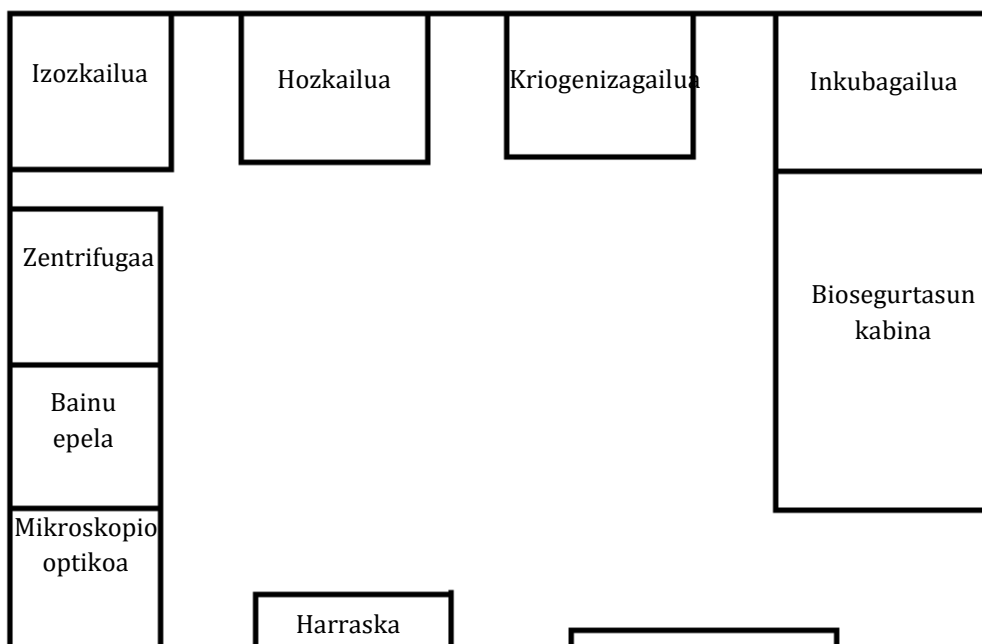 Izozkailua
Hozkailua
Kriogenizagailua
Inkubagailua
Zentrifugaa
Biosegurtasun
kabina
Bainu
epela
Mikroskopio
optikoa
Harraska